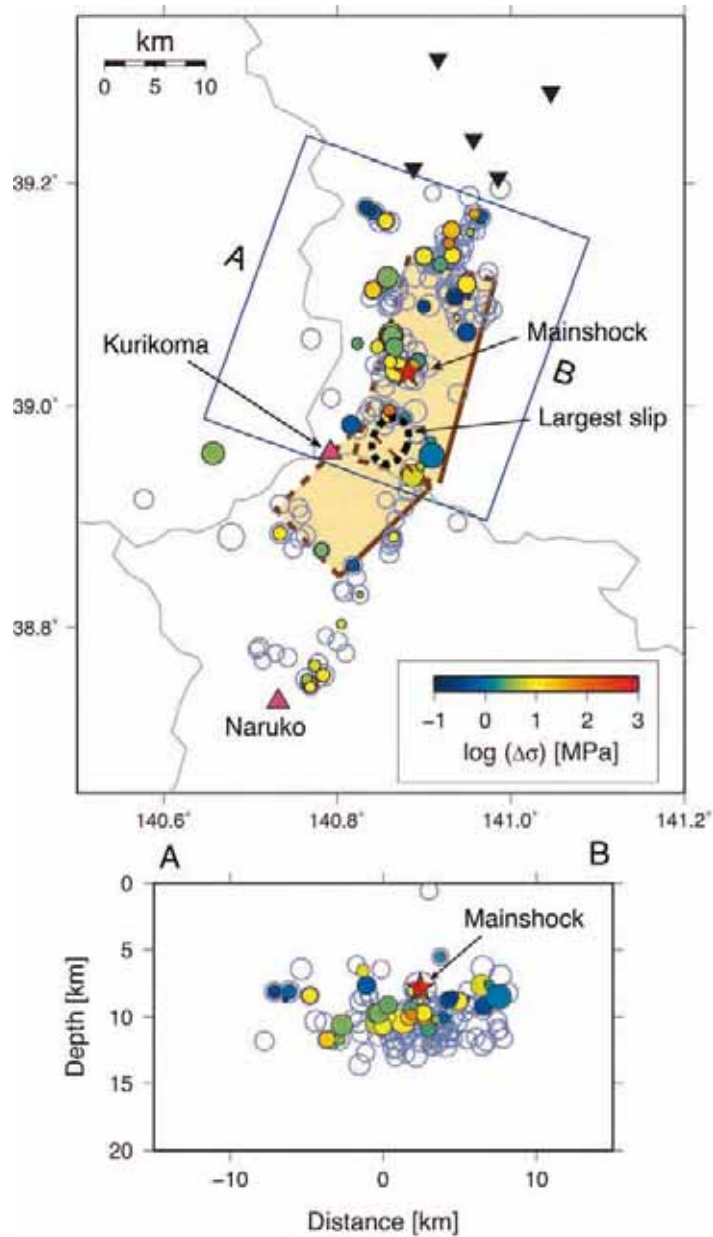 km
0 5 10
39.2°
A
Kurikoma
Mainshock
B
39.0°
Largest slip
38.8°
Naruko
−1 0 1 2 3
log (Δσ) [MPa]
140.6° 140.8° 141.0° 141.2°
A B
0
Mainshock
5
Depth [km]
10
15
20
−10 0 10
Distance [km]